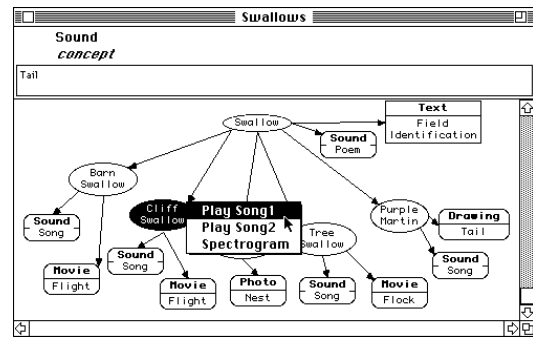 Swallows
Sound
concept
Tail
Swallow
Text
Field
Identification
Sound
Poem
Barn
Swallow
Cliff
Swallow
Play Song1
Play Song2
Spectrogram
Tree
Swallow
Purple
Martin
Drawing
Tail
Sound
Song
Sound
Song
Sound
Song
Movie
Flight
Movie
Flight
Photo
Nest
Sound
Song
Movie
Flock